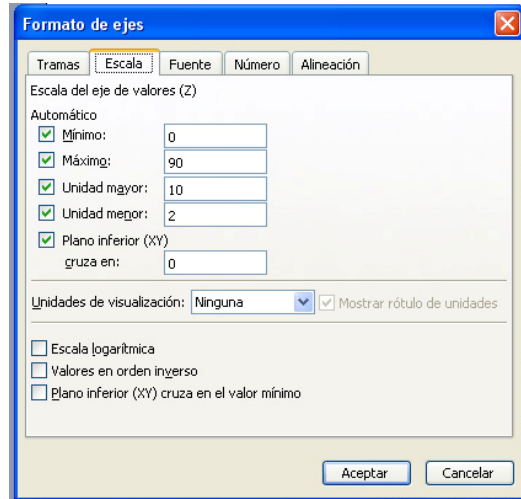 Formato de ejes
Tramas Escala Fuente Número Alineación
Escala del eje de valores (Z)
Automático
Mínimo: 0
Máximo: 90
Unidad mayor: 10
Unidad menor: 2
Plano inferior (XY)
cruza en: 0
Unidades de visualización: Ninguna Mostrar rótulo de unidades
Escala logarítmica
Valores en orden inverso
Plano inferior (XY) cruza en el valor mínimo
Aceptar Cancelar